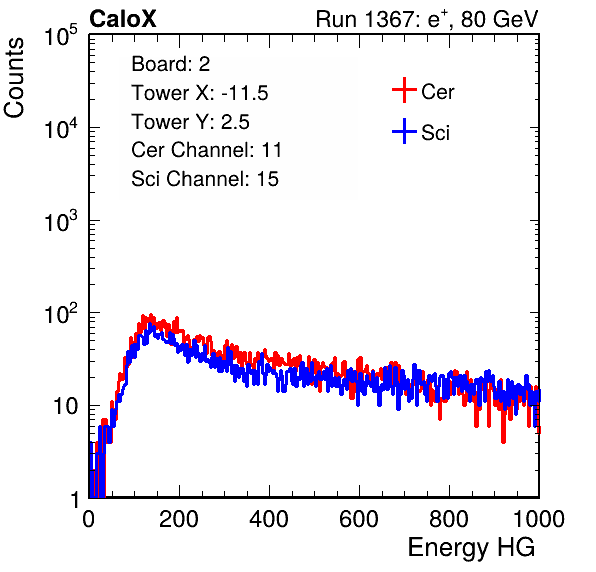 CaloX Run 1367: e⁺, 80 GeV
Counts
10⁵
10⁴
10³
10²
10
1
Board: 2
Tower X: -11.5
Tower Y: 2.5
Cer Channel: 11
Sci Channel: 15
Cer
Sci
0 200 400 600 800 1000
Energy HG